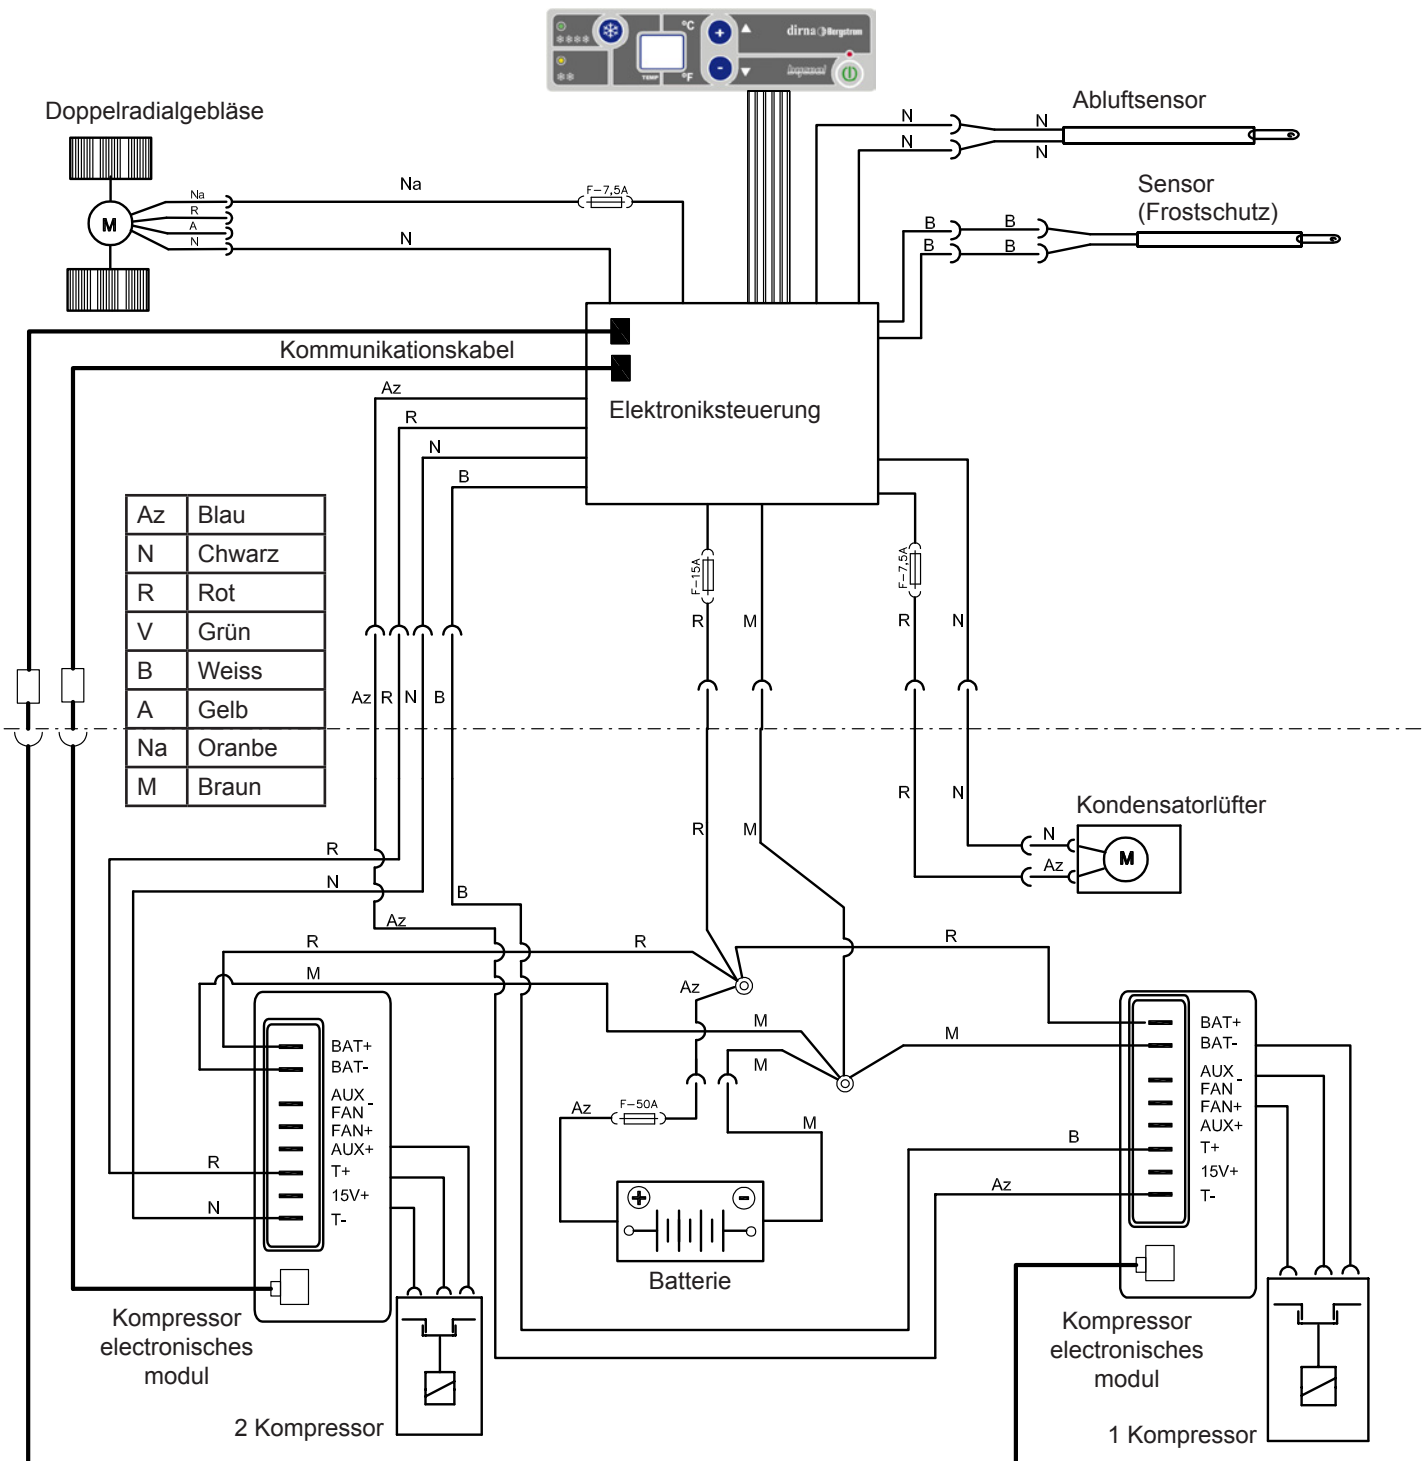 °C
°F
TEMP
dirna Bergstrom
Doppelradialgebläse
Abluftsensor
Sensor
(Frostschutz)
N
N
N
N
B
B
B
B
Na
R
A
N
Na
N
F-7,5A
M
Kommunikationskabel
Elektroniksteuerung
Az
R
N
B
Az Blau
N Chwarz
R Rot
V Grün
B Weiss
A Gelb
Na Oranbe
M Braun
F-15A
F-7,5A
R
M
R
N
Az
R
N
B
R
N
R
M
Kondensatorlüfter
N
Az
M
R
N
B
Az
R
R
R
M
Az
M
M
M
BAT+
BAT-
AUX
FAN -
FAN+
AUX+
T+
15V+
T-
R
N
Az
F-50A
M
Batterie
BAT+
BAT-
AUX
FAN -
FAN+
AUX+
T+
15V+
T-
B
Az
Kompressor
electronisches
modul
2 Kompressor
Kompressor
electronisches
modul
1 Kompressor